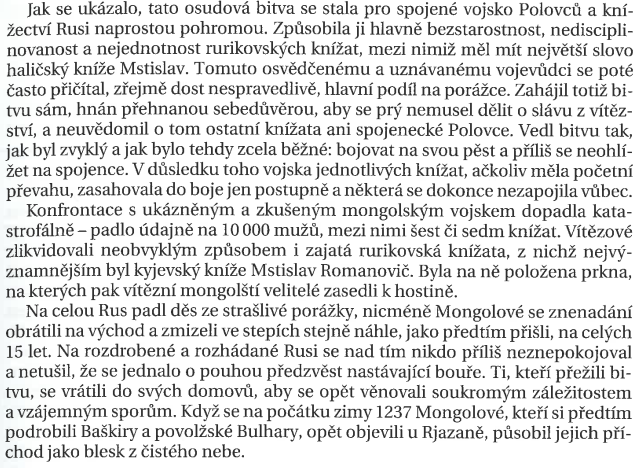 Jak se ukázalo, tato osudová bitva se stala pro spojené vojsko Polovců a kní-
žectví Rusi naprostou pohromou. Způsobila ji hlavně bezstarostnost, nediscipli-
novanost a nejednotnost rurikovských knížat, mezi nimiž měl mít největší slovo
haličský kníže Mstislav. Tomuto osvědčenému a uznávanému vojevůdci se poté
často přičítal, zřejmě dost nespravedlivě, hlavní podíl na porážce. Zahájil totiž bi-
tvu sám, hnán přehnanou sebedůvěrou, aby se prý nemusel dělit o slávu z vítěz-
ství, a neuvědomil o tom ostatní knížata ani spojenecké Polovce. Vedl bitvu tak,
jak byl zvyklý a jak bylo tehdy zcela běžné: bojovat na svou pěst a příliš se neohlí-
žet na spojence. V důsledku toho vojska jednotlivých knížat, ačkoliv měla početní
převahu, zasahovala do boje jen postupně a některá se dokonce nezapojila vůbec.
Konfrontace s ukázněným a zkušeným mongolským vojskem dopadla kata-
strofálně – padlo údajně na 10 000 mužů, mezi nimi šest či sedm knížat. Vítězové
zlikvidovali neobvyklým způsobem i zajatá rurikovská knížata, z nichž nejvý-
znamnějším byl kyjevský kníže Mstislav Romanovič. Byla na ně položena prkna,
na kterých pak vítězní mongolští velitelé zasedli k hostině.
Na celou Rus padl děs ze strašlivé porážky, nicméně Mongolové se znenadání
obrátili na východ a zmizeli ve stepích stejně náhle, jako předtím přišli, na celých
15 let. Na rozdrobené a rozhádané Rusi se nad tím nikdo příliš neznepokojoval
a netušil, že se jednalo o pouhou předzvěst nastávající bouře. Ti, kteří přežili bi-
tvu, se vrátili do svých domovů, aby se opět věnovali soukromým záležitostem
a vzájemným sporům. Když se na počátku zimy 1237 Mongolové, kteří si předtím
podrobili Baškiry a povolžské Bulhary, opět objevili u Rjazaně, působil jejich pří-
chod jako blesk z čistého nebe.